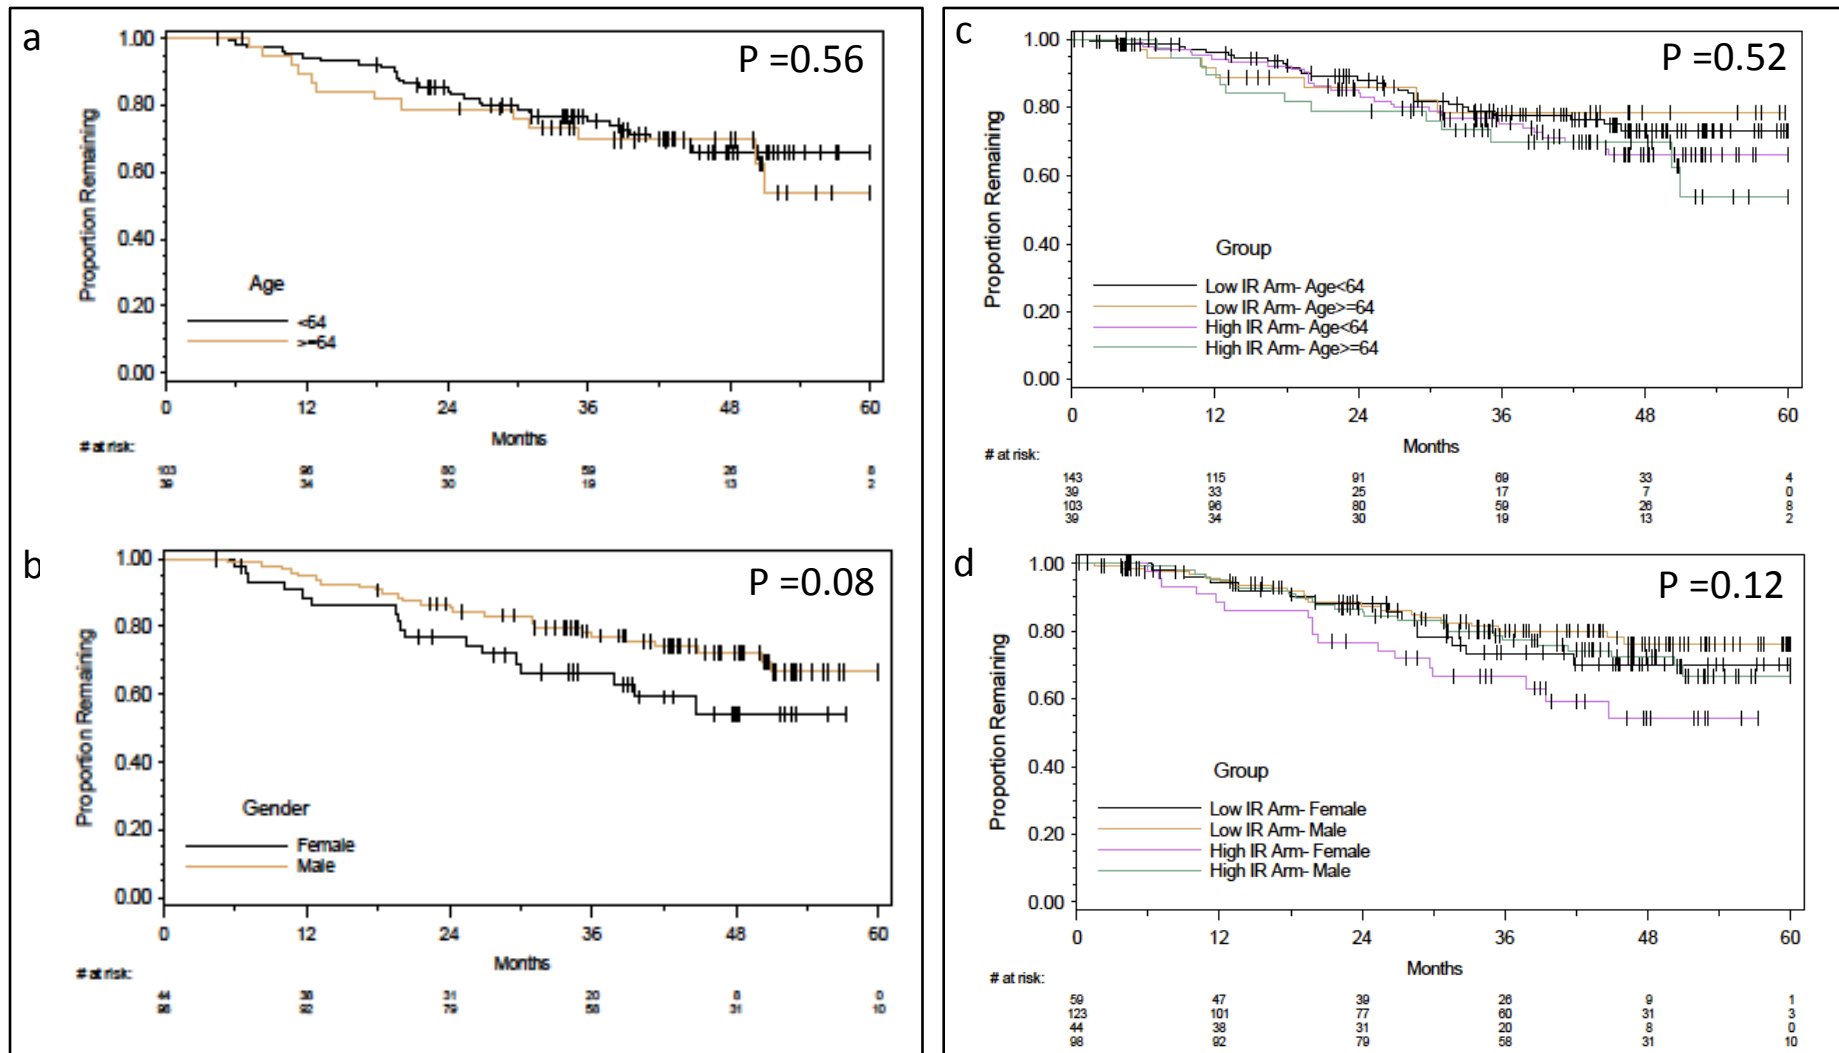 a
P =0.56
Proportion Remaining
1.00
0.80
0.60
0.40
0.20
0.00
Age
<64
>=64
0 12 24 36 48 60
Months
# at risk:
103 96 80 59 26 8
39 34 30 19 13 2
b
P =0.08
Proportion Remaining
1.00
0.80
0.60
0.40
0.20
0.00
Gender
Female
Male
0 12 24 36 48 60
Months
# at risk:
44 38 31 20 8 0
98 92 79 58 31 10
c
P =0.52
Proportion Remaining
1.00
0.80
0.60
0.40
0.20
0.00
Group
Low IR Arm- Age<64
Low IR Arm- Age>=64
High IR Arm- Age<64
High IR Arm- Age>=64
0 12 24 36 48 60
Months
# at risk:
143 115 91 69 33 4
39 33 25 17 7 0
103 96 80 59 26 8
39 34 30 19 13 2
d
P =0.12
Proportion Remaining
1.00
0.80
0.60
0.40
0.20
0.00
Group
Low IR Arm- Female
Low IR Arm- Male
High IR Arm- Female
High IR Arm- Male
0 12 24 36 48 60
Months
# at risk:
59 47 39 26 9 1
123 101 77 60 31 3
44 38 31 20 8 0
98 92 79 58 31 10